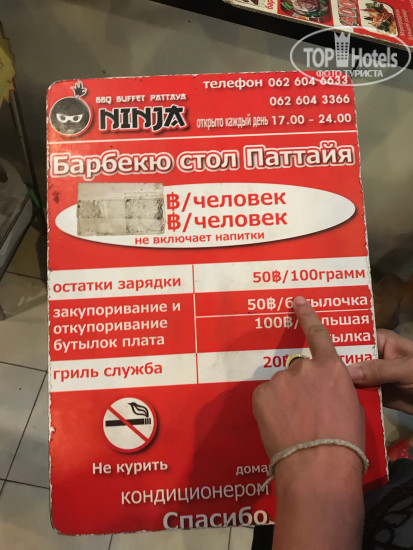 TOP Hotels
ФОТО ТУРИСТА
телефон 062 604 6633
062 604 3366
BBQ BUFFET PATTAYA
NINJA
открыто каждый день 17.00 - 24.00
Барбекю стол Паттайя
฿/человек
฿/человек
не включает напитки
остатки зарядки 50฿/100грамм
закупоривание и
откупоривание
бутылок плата
50฿/бутылочка
100฿/
гриль служба 20฿
Не курить
кондиционером
Спасибо